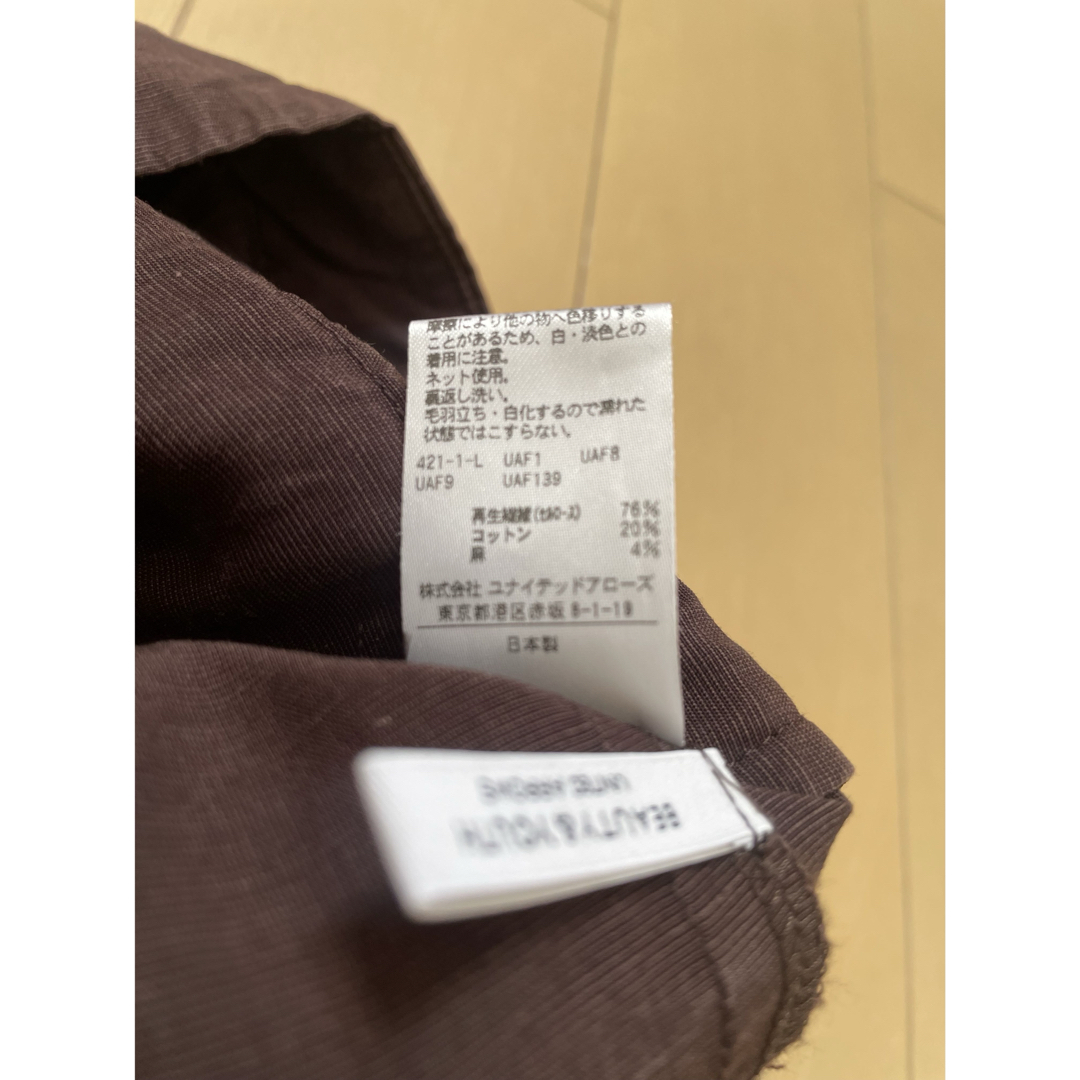 摩擦により他の物へ色移りする
ことがあるため、白・淡色との
着用に注意。
ネット使用。
裏返し洗い。
毛羽立ち・白化するので濡れた
状態ではこすらない。
421-1-L UAF1 UAF8
UAF9 UAF139
再生繊維(セルロース) 76%
コットン 20%
麻 4%
株式会社 ユナイテッドアローズ
東京都港区赤坂 8-1-19
日本製
BEAUTY&YOUTH
UNITED ARROWS